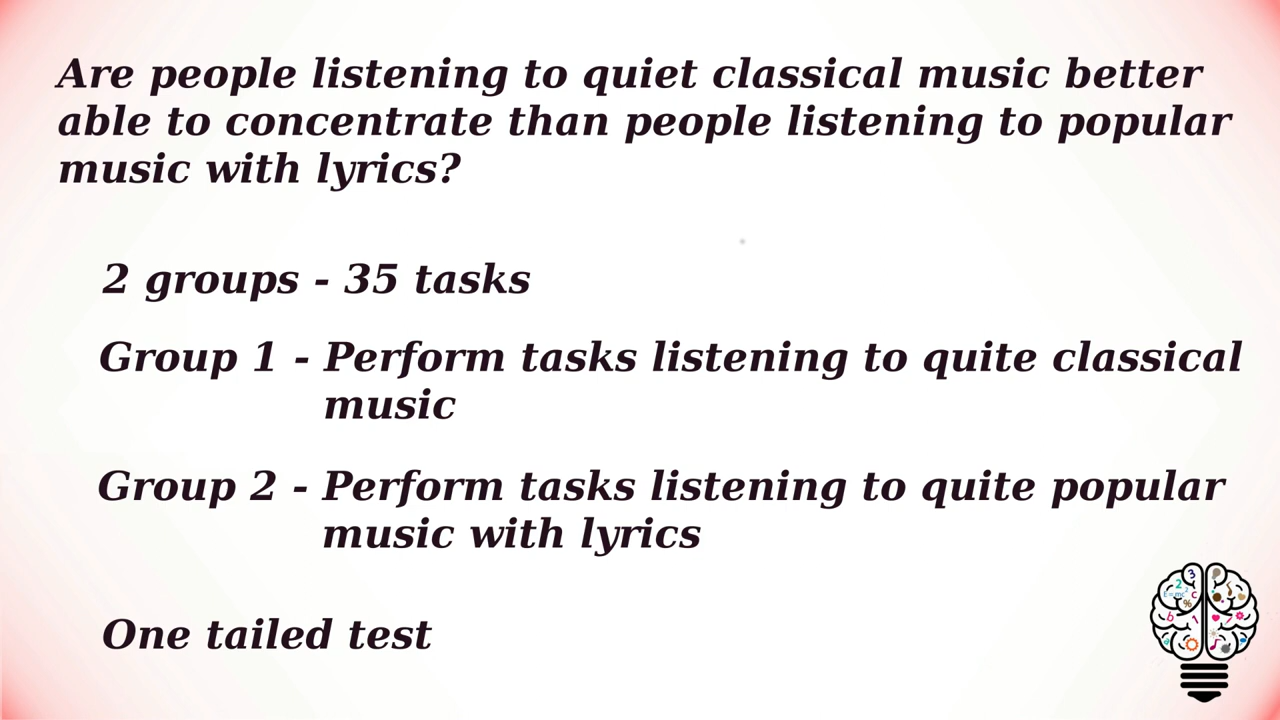 Are people listening to quiet classical music better
able to concentrate than people listening to popular
music with lyrics?
2 groups - 35 tasks
Group 1 - Perform tasks listening to quite classical
music
Group 2 - Perform tasks listening to quite popular
music with lyrics
One tailed test